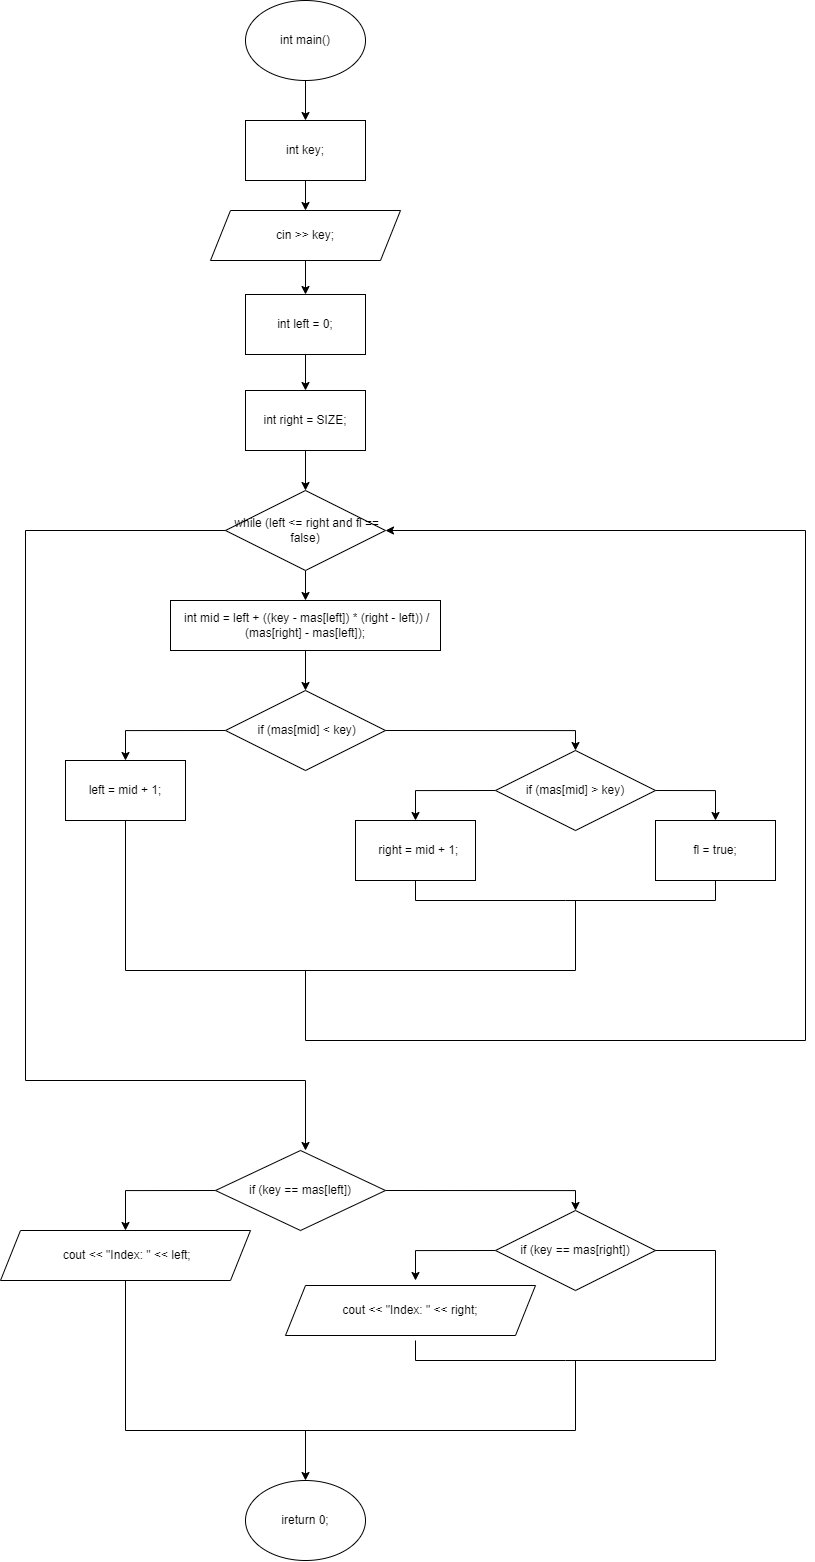 int main()
int key;
cin >> key;
int left = 0;
int right = SIZE;
while (left <= right and fl ==
false)
int mid = left + ((key - mas[left]) * (right - left)) /
(mas[right] - mas[left]);
if (mas[mid] < key)
left = mid + 1;
if (mas[mid] > key)
right = mid + 1;
fl = true;
if (key == mas[left])
cout << "Index: " << left;
if (key == mas[right])
cout << "Index: " << right;
ireturn 0;